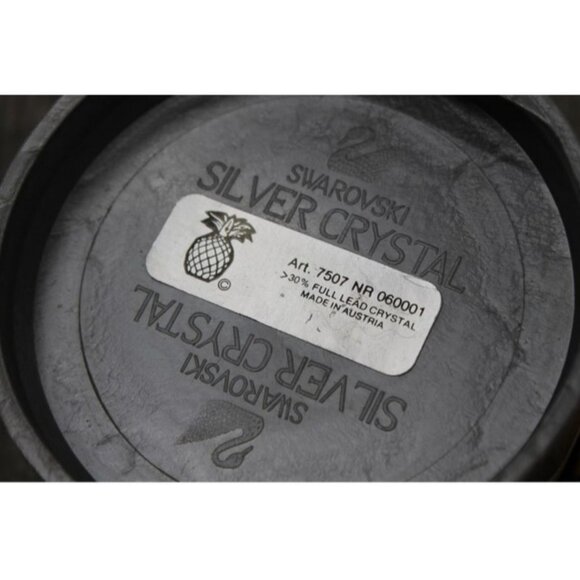 SWAROVSKI
SILVER CRYSTAL
©
Art. 7507 NR 060001
>30% FULL LEAD CRYSTAL
MADE IN AUSTRIA
SWAROVSKI
SILVER CRYSTAL